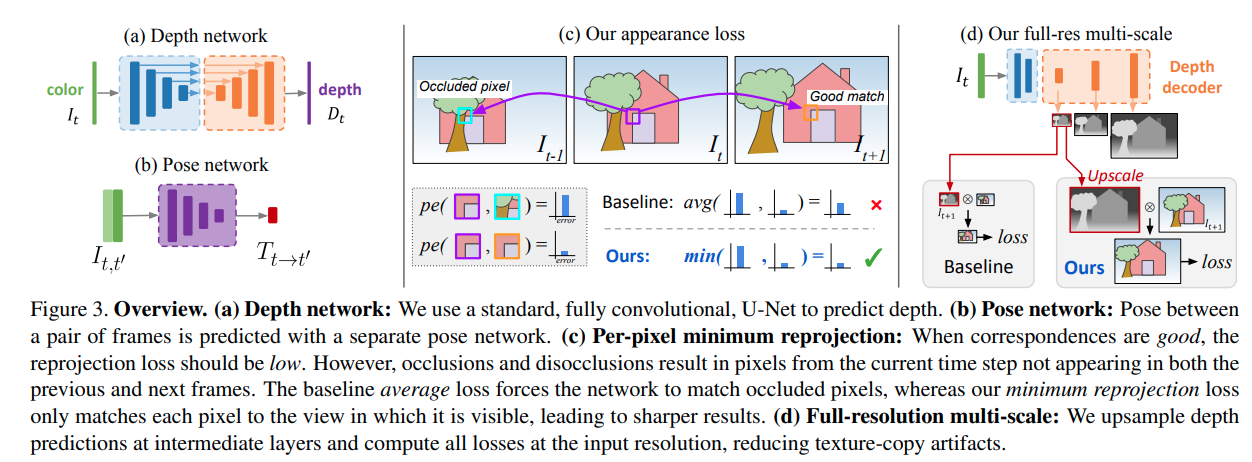 (a) Depth network
color
I_t
depth
D_t
(b) Pose network
I_{t,t'}
T_{t→t'}
(c) Our appearance loss
Occluded pixel
Good match
I_{t-1}
I_t
I_{t+1}
pe( , ) =
error
pe( , ) =
error
Baseline: avg( , ) = ×
Ours: min( , ) = ✓
(d) Our full-res multi-scale
I_t
Depth
decoder
Upscale
I_{t+1}
⊗
→ loss
Baseline
⊗
I_{t+1}
→ loss
Ours
Figure 3. Overview. (a) Depth network: We use a standard, fully convolutional, U-Net to predict depth. (b) Pose network: Pose between
a pair of frames is predicted with a separate pose network. (c) Per-pixel minimum reprojection: When correspondences are good, the
reprojection loss should be low. However, occlusions and disocclusions result in pixels from the current time step not appearing in both the
previous and next frames. The baseline average loss forces the network to match occluded pixels, whereas our minimum reprojection loss
only matches each pixel to the view in which it is visible, leading to sharper results. (d) Full-resolution multi-scale: We upsample depth
predictions at intermediate layers and compute all losses at the input resolution, reducing texture-copy artifacts.